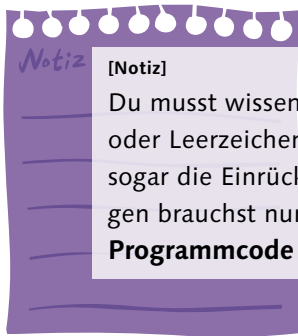 Notiz
[Notiz]
Du musst wissen
oder Leerzeichen
sogar die Einrück
gen brauchst nur
Programmcode